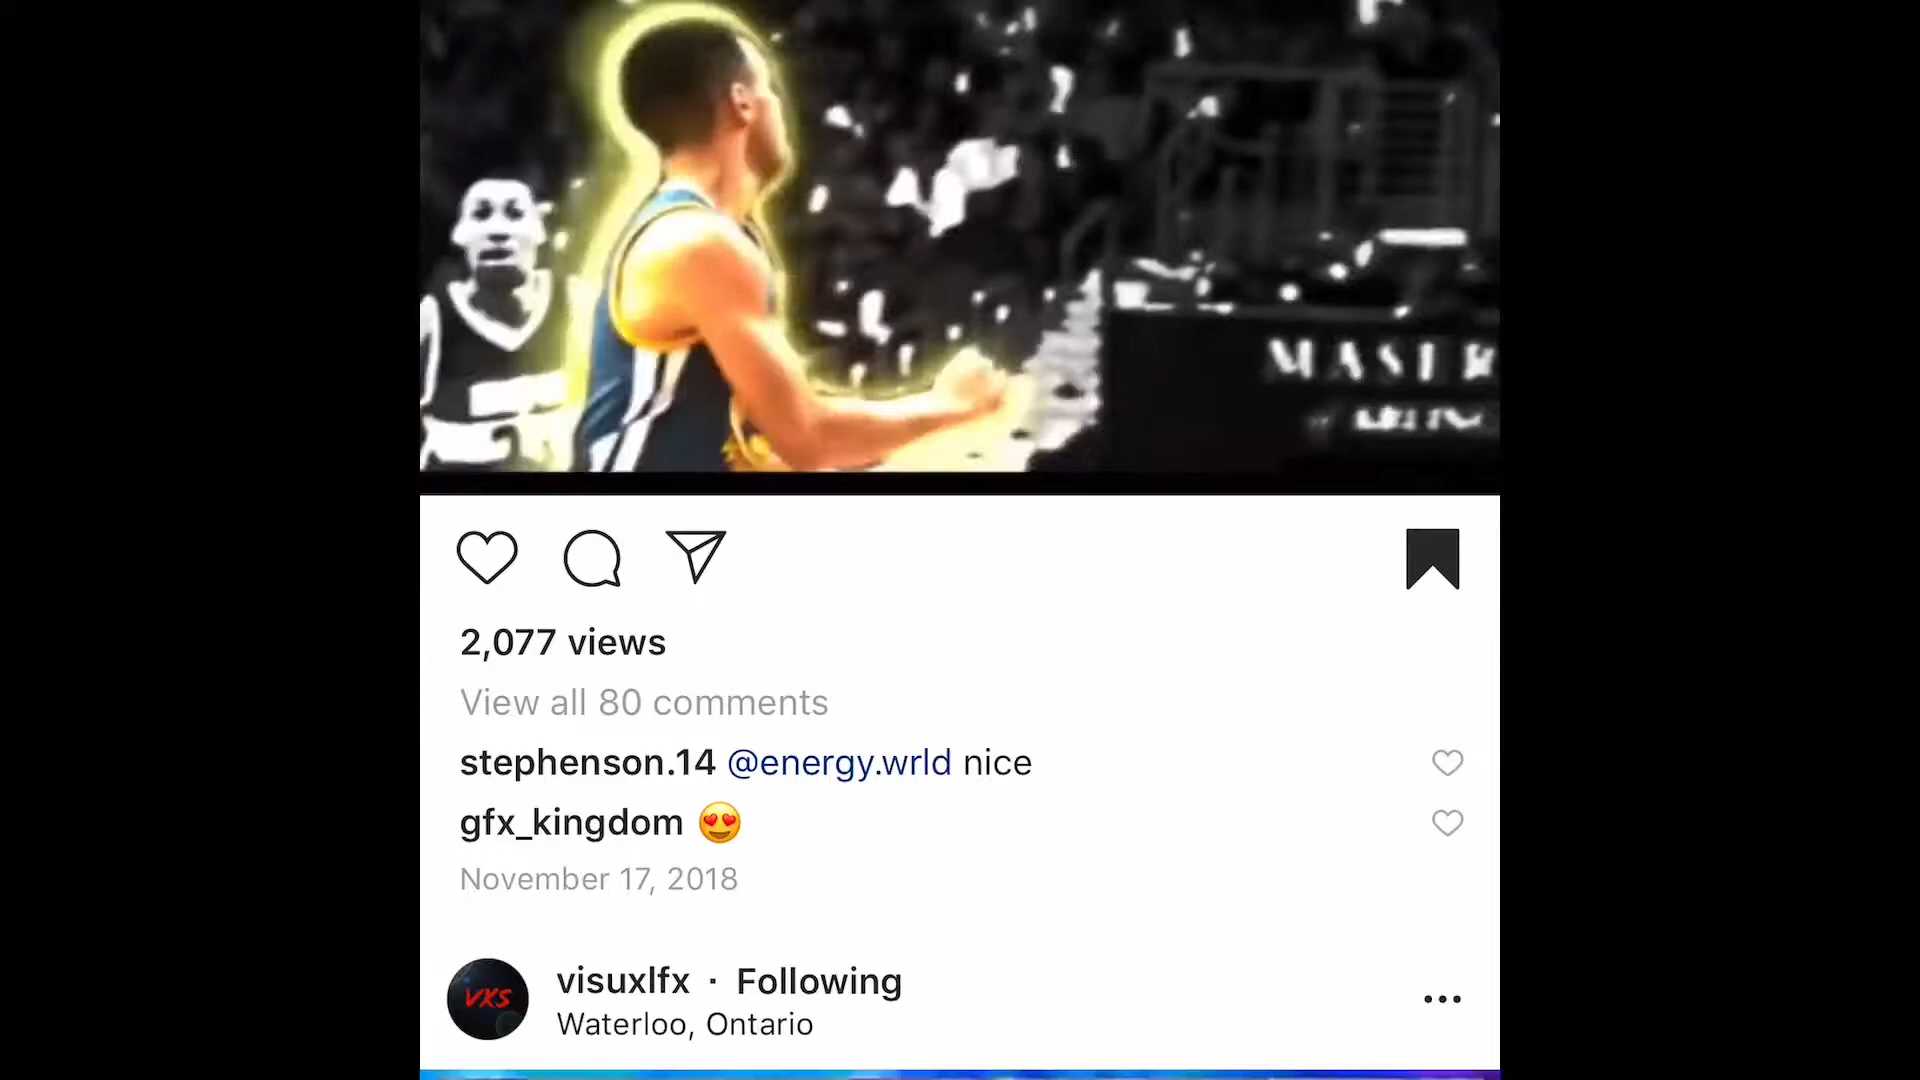 MASTER
2,077 views
View all 80 comments
stephenson.14 @energy.wrld nice
gfx_kingdom 😍
November 17, 2018
VXS
visuxlfx · Following
Waterloo, Ontario